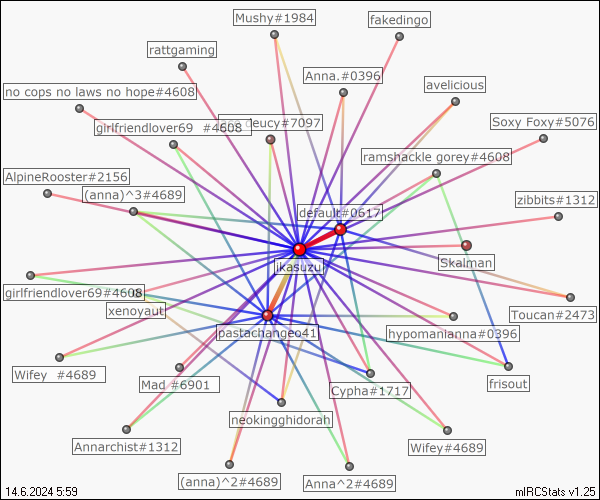 Mushy#1984
fakedingo
rattgaming
Anna.#0396
avelicious
no cops no laws no hope#4608
girlfriendlover69 #4608
leucy#7097
Soxy Foxy#5076
ramshackle gorey#4608
AlpineRooster#2156
(anna)^3#4689
default#0617
zibbits#1312
Skalman
jikasuzu
girlfriendlover69#4608
xenoyaut
Toucan#2473
pastachangeo41
hypomanianna#0396
Wifey #4689
Mad #6901
Cypha#1717
frisout
neokingghidorah
Annarchist#1312
Wifey#4689
(anna)^2#4689
Anna^2#4689
14.6.2024 5:59
mIRCStats v1.25